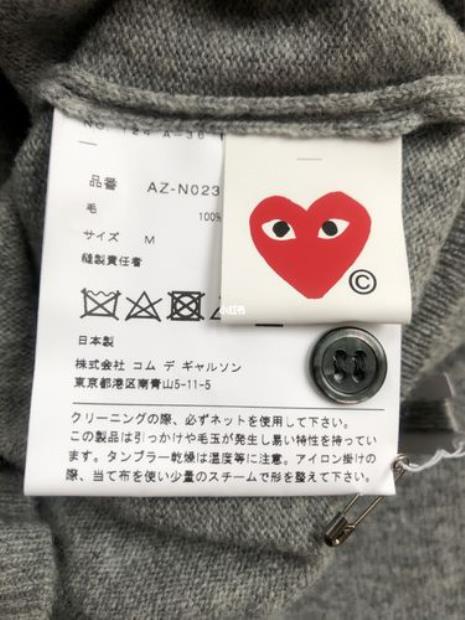 品番 AZ-N023
毛 100%
サイズ M
縫製責任者
小红书
©
日本製
株式会社 コム デ ギャルソン
東京都港区南青山5-11-5
クリーニングの際、必ずネットを使用して下さい。
この製品は引っかけや毛玉が発生し易い特性を持ってい
ます。タンブラー乾燥は温度等に注意。アイロン掛けの
際、当て布を使い少量のスチームで形を整えて下さい。